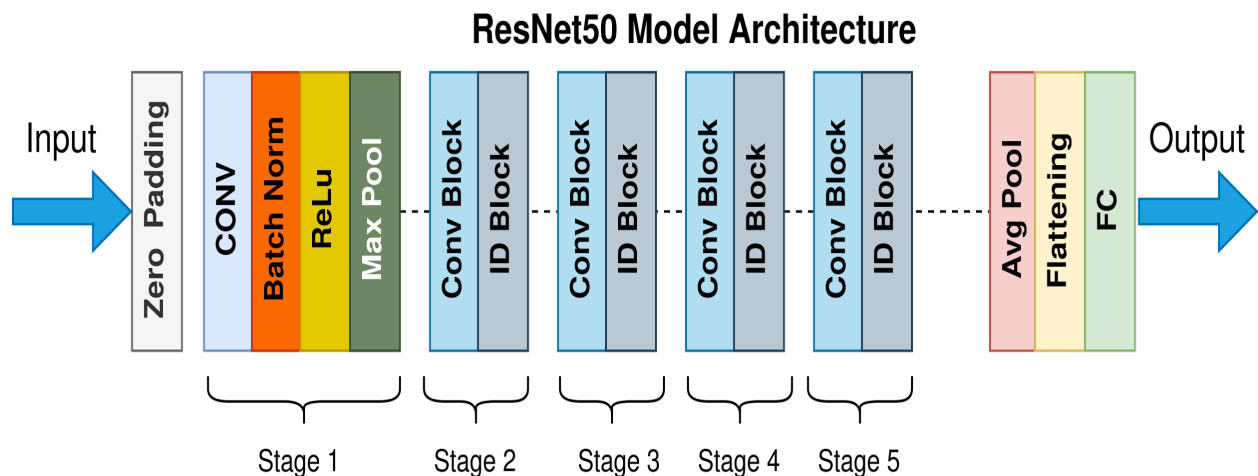 ResNet50 Model Architecture
Input
Zero Padding
CONV
Batch Norm
ReLu
Max Pool
Conv Block
ID Block
Conv Block
ID Block
Conv Block
ID Block
Conv Block
ID Block
Avg Pool
Flattening
FC
Output
Stage 1
Stage 2
Stage 3
Stage 4
Stage 5